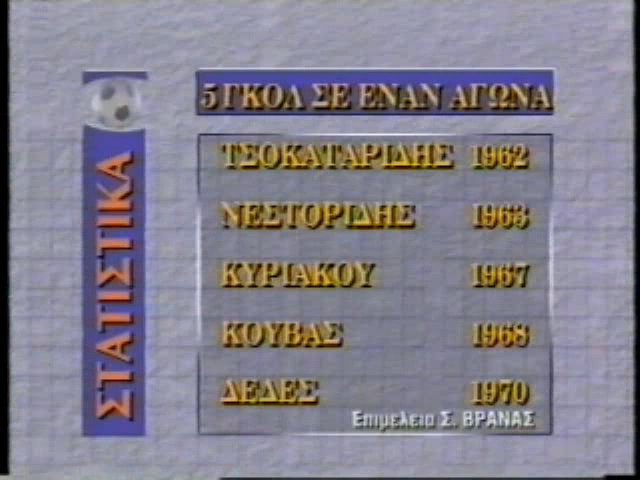 ΣΤΑΤΙΣΤΙΚΑ
5 ΓΚΟΛ ΣΕ ΕΝΑΝ ΑΓΩΝΑ
ΤΣΟΚΑΤΑΡΙΔΗΣ 1962
ΝΕΣΤΟΡΙΔΗΣ 1963
ΚΥΡΙΑΚΟΥ 1967
ΚΟΥΒΑΣ 1968
ΔΕΔΕΣ 1970
Επιμελεια Σ. ΒΡΑΝΑΣ